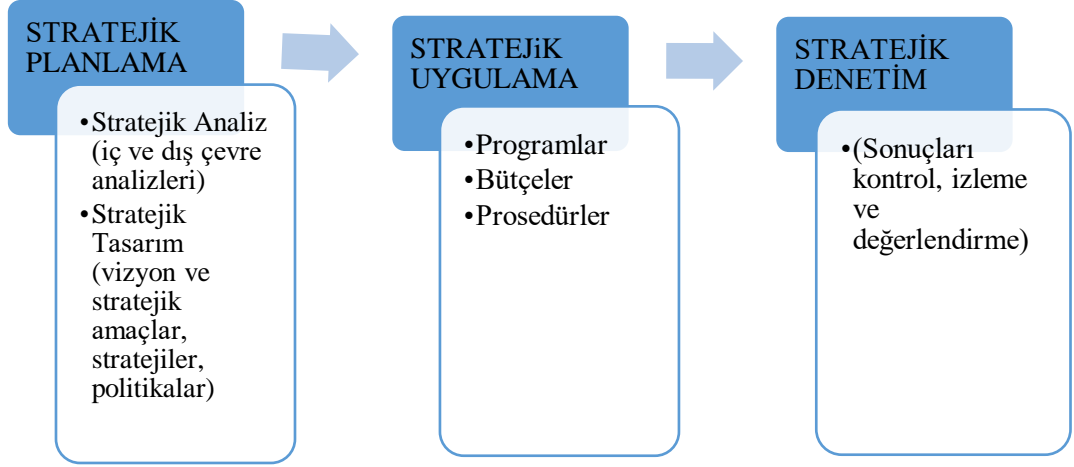 STRATEJİK
PLANLAMA
•Stratejik Analiz
(iç ve dış çevre
analizleri)
•Stratejik
Tasarım
(vizyon ve
stratejik
amaçlar,
stratejiler,
politikalar)
STRATEJiK
UYGULAMA
•Programlar
•Bütçeler
•Prosedürler
STRATEJİK
DENETİM
•(Sonuçları
kontrol, izleme
ve
değerlendirme)